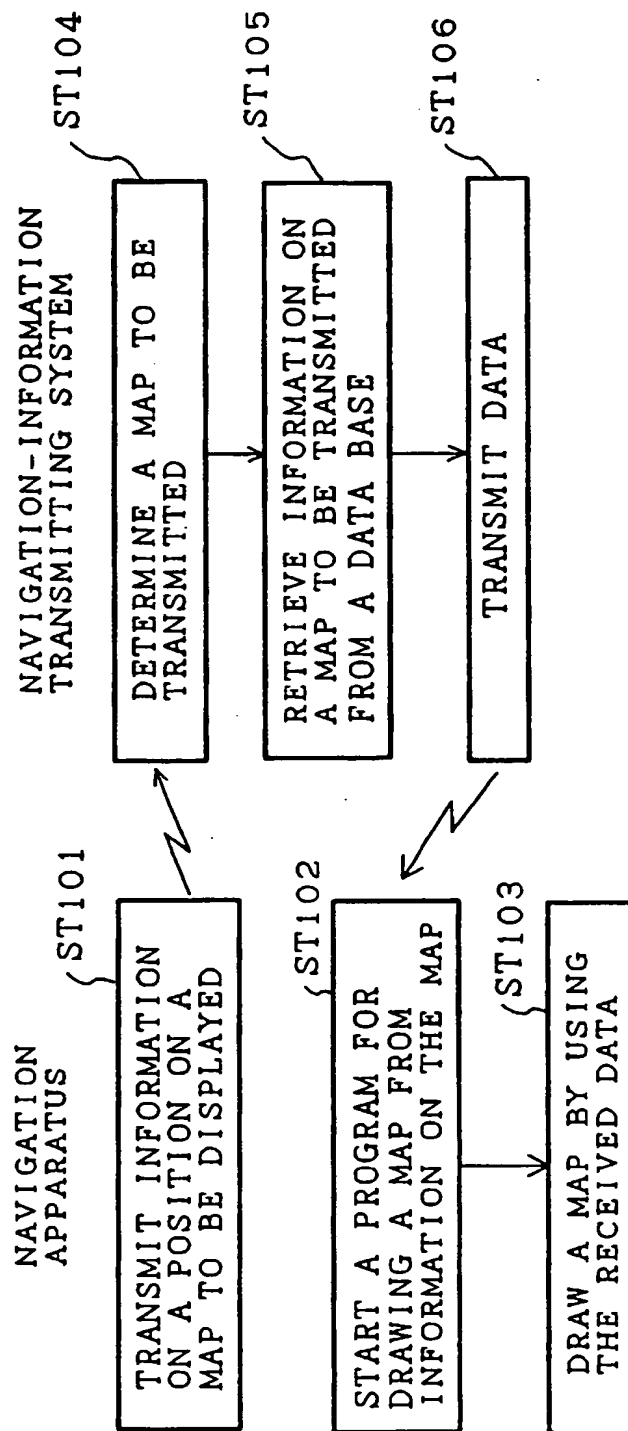 NAVIGATION
APPARATUS
ST101
TRANSMIT INFORMATION
ON A POSITION ON A
MAP TO BE DISPLAYED
ST102
START A PROGRAM FOR
DRAWING A MAP FROM
INFORMATION ON THE MAP
ST103
DRAW A MAP BY USING
THE RECEIVED DATA
NAVIGATION-INFORMATION
TRANSMITTING SYSTEM
ST104
DETERMINE A MAP TO BE
TRANSMITTED
ST105
RETRIEVE INFORMATION ON
A MAP TO BE TRANSMITTED
FROM A DATA BASE
ST106
TRANSMIT DATA